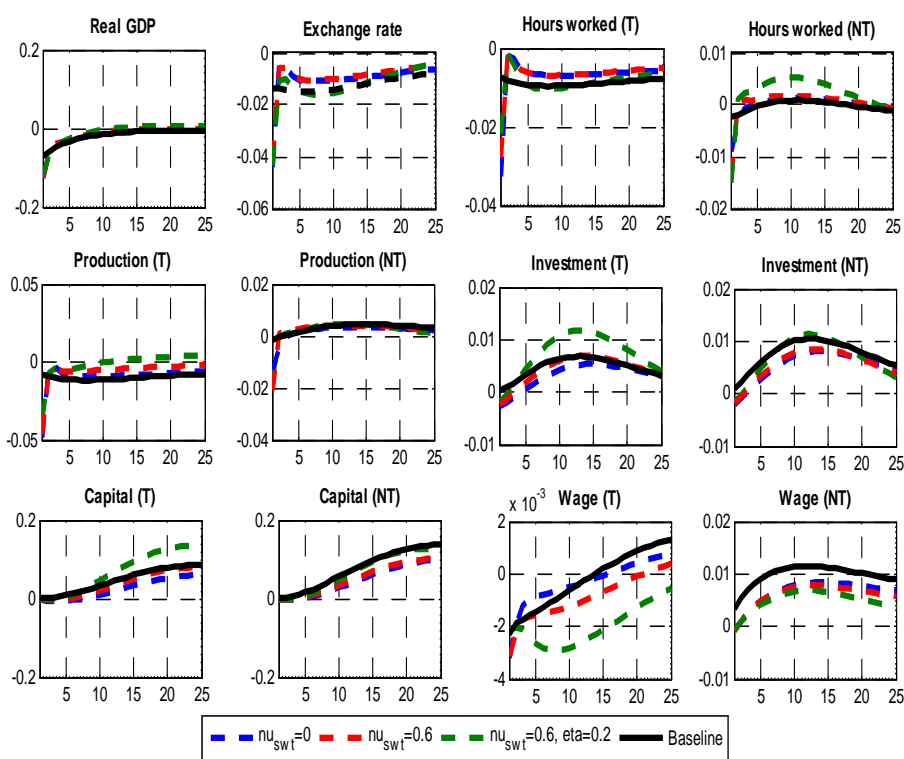 Real GDP
Exchange rate
Hours worked (T)
Hours worked (NT)
0.2
0
-0.2
5 10 15 20 25
0
-0.02
-0.04
-0.06
5 10 15 20 25
0
-0.02
-0.04
5 10 15 20 25
0.01
0
-0.01
-0.02
5 10 15 20 25
Production (T)
Production (NT)
Investment (T)
Investment (NT)
0.05
0
-0.05
5 10 15 20 25
0.02
0
-0.02
-0.04
5 10 15 20 25
0.02
0.01
0
-0.01
5 10 15 20 25
0.02
0.01
0
-0.01
5 10 15 20 25
Capital (T)
Capital (NT)
x 10-3
Wage (T)
Wage (NT)
0.2
0
-0.2
5 10 15 20 25
0.2
0
-0.2
5 10 15 20 25
2
0
-2
-4
5 10 15 20 25
0.02
0.01
0
-0.01
5 10 15 20 25
nu_swt=0
nu_swt=0.6
nu_swt=0.6, eta=0.2
Baseline